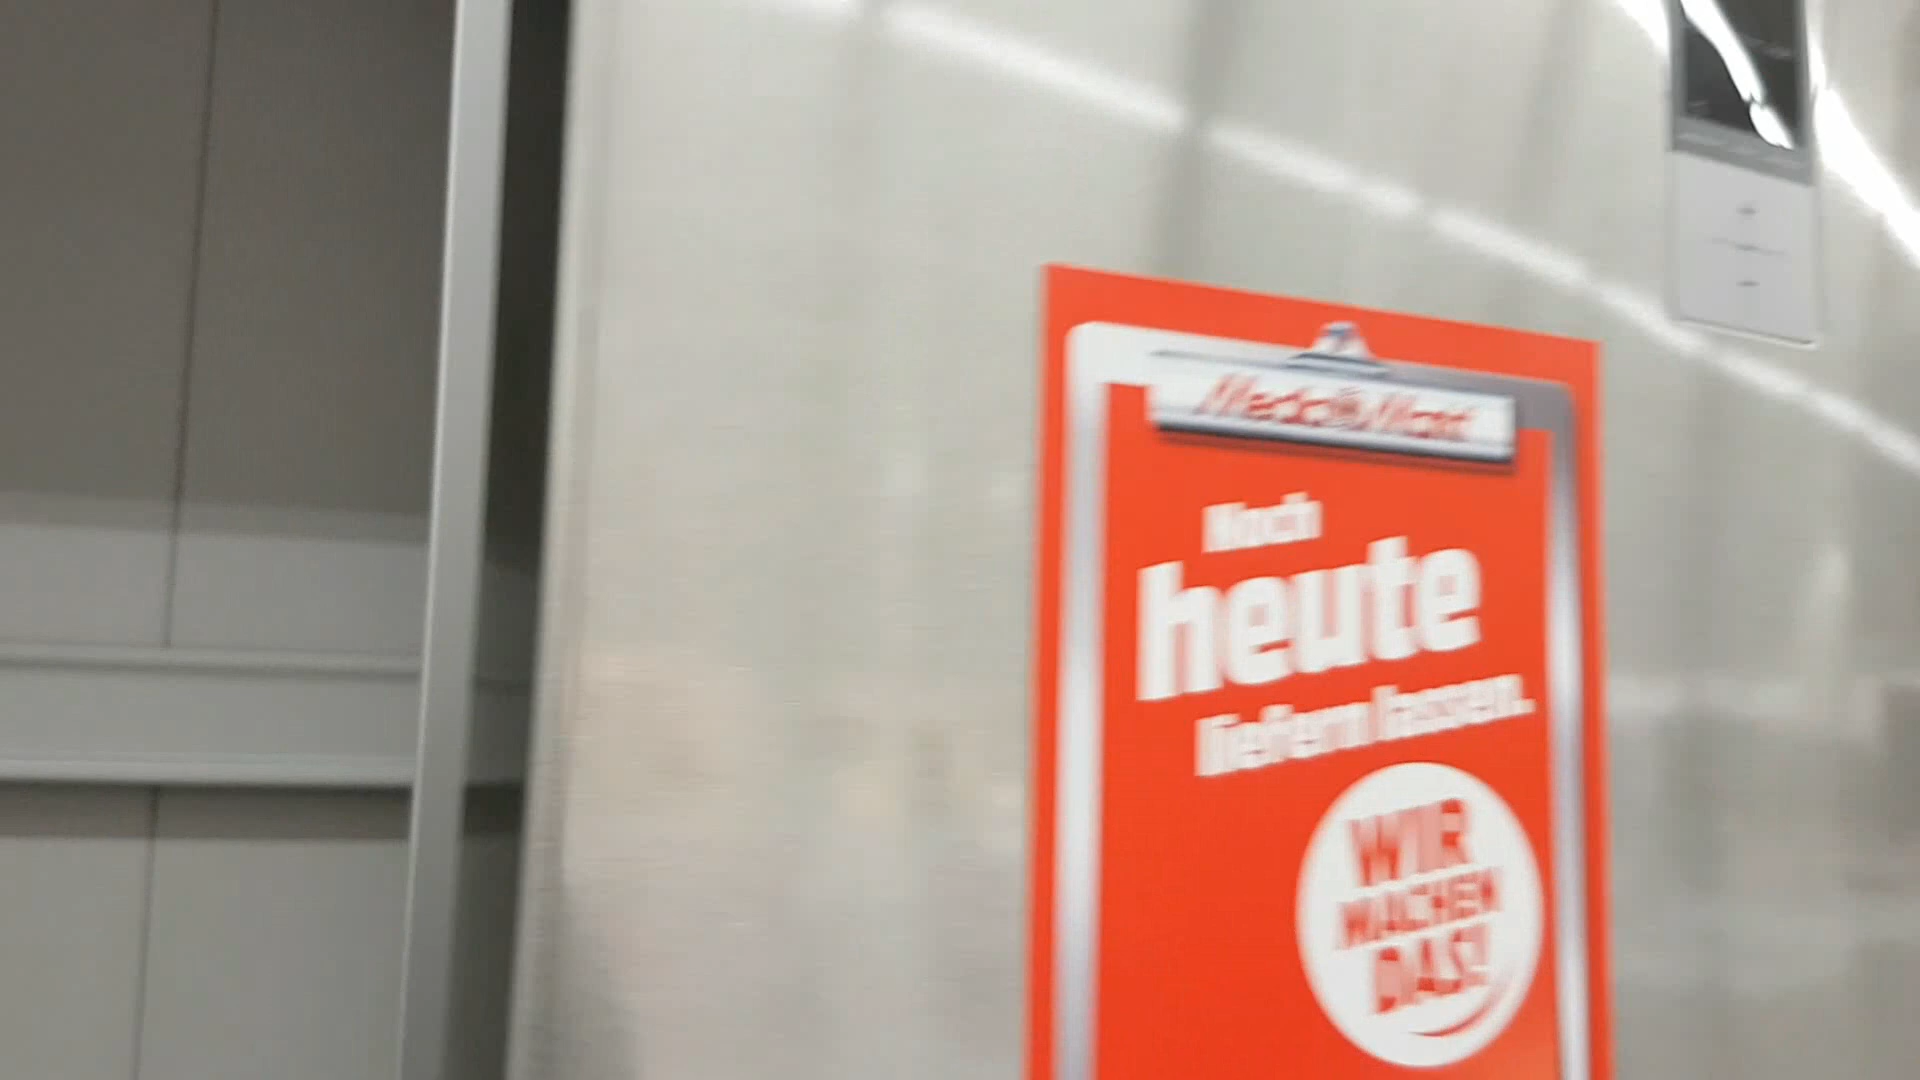 MediaMarkt
Noch
heute
liefern lassen.
WIR
MACHEN
DAS!